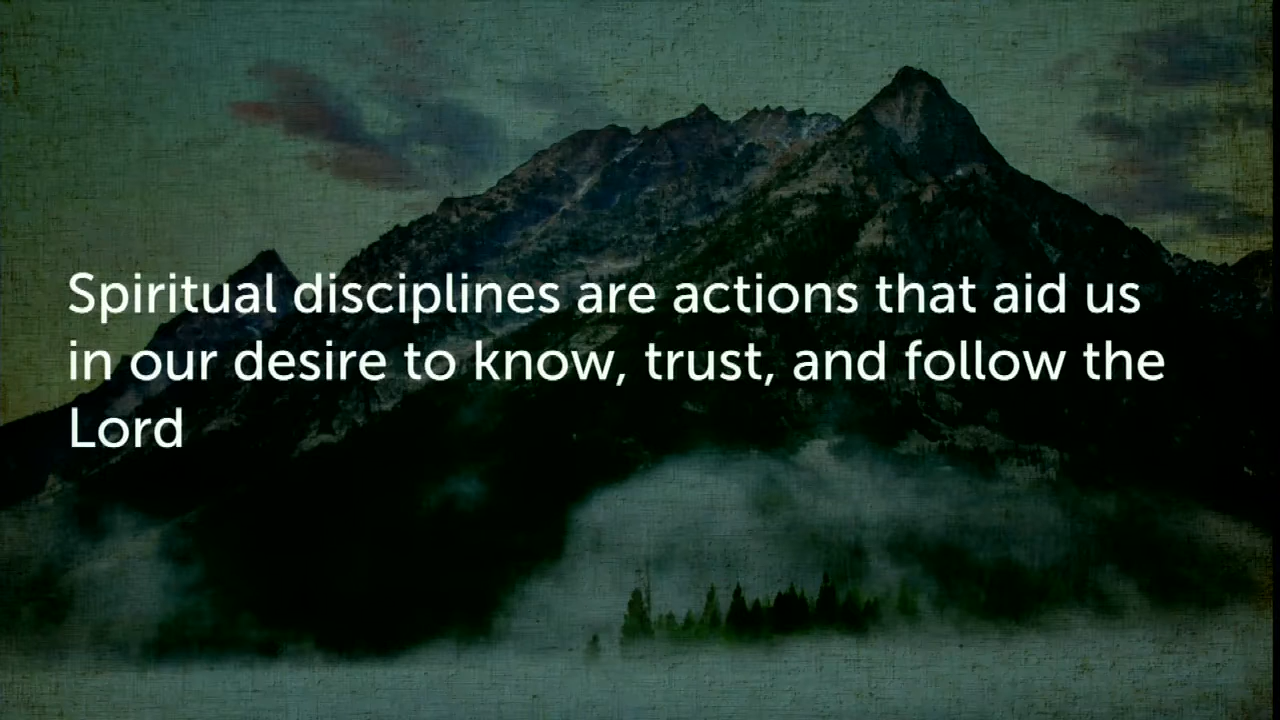 Spiritual disciplines are actions that aid us
in our desire to know, trust, and follow the
Lord